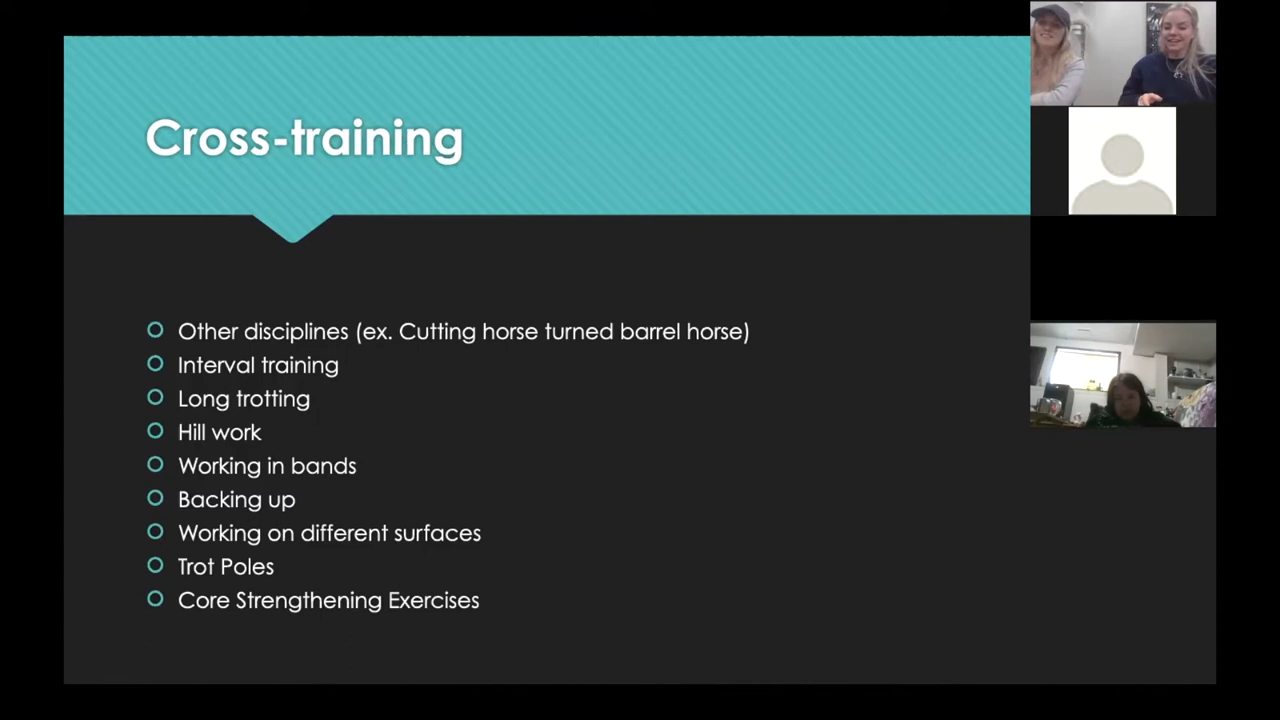 Cross-training
Other disciplines (ex. Cutting horse turned barrel horse)
Interval training
Long trotting
Hill work
Working in bands
Backing up
Working on different surfaces
Trot Poles
Core Strengthening Exercises